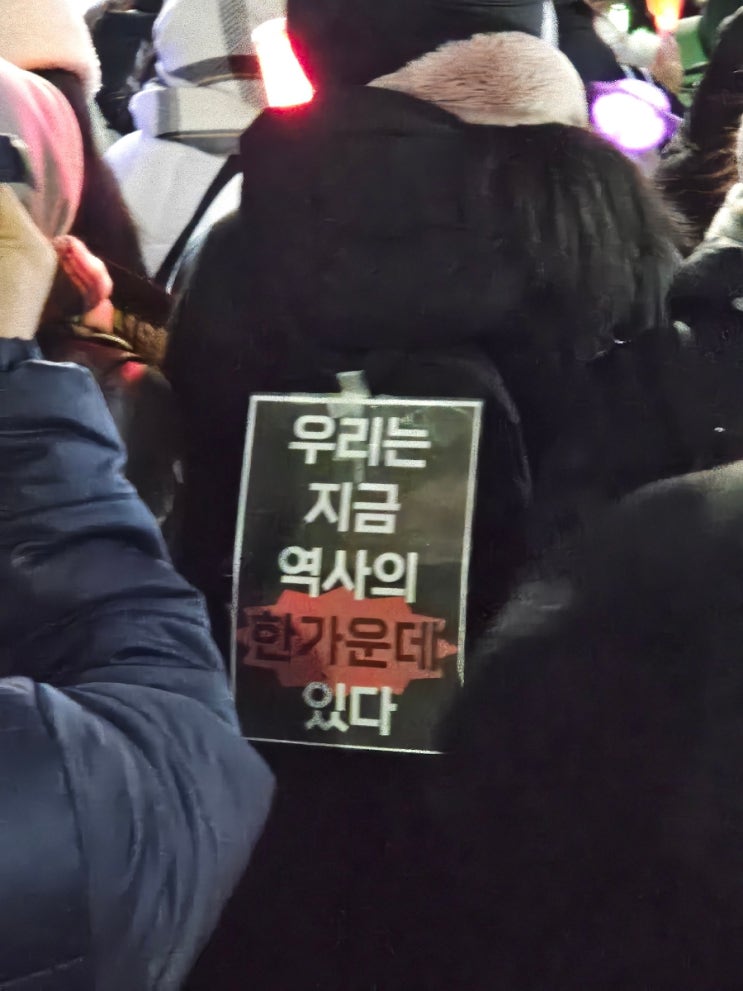 우리는
지금
역사의
한가운데
있다